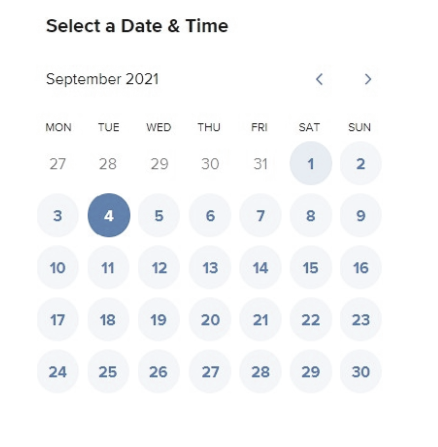 Select a Date & Time
September 2021
MON TUE WED THU FRI SAT SUN
27 28 29 30 31 1 2
3 4 5 6 7 8 9
10 11 12 13 14 15 16
17 18 19 20 21 22 23
24 25 26 27 28 29 30